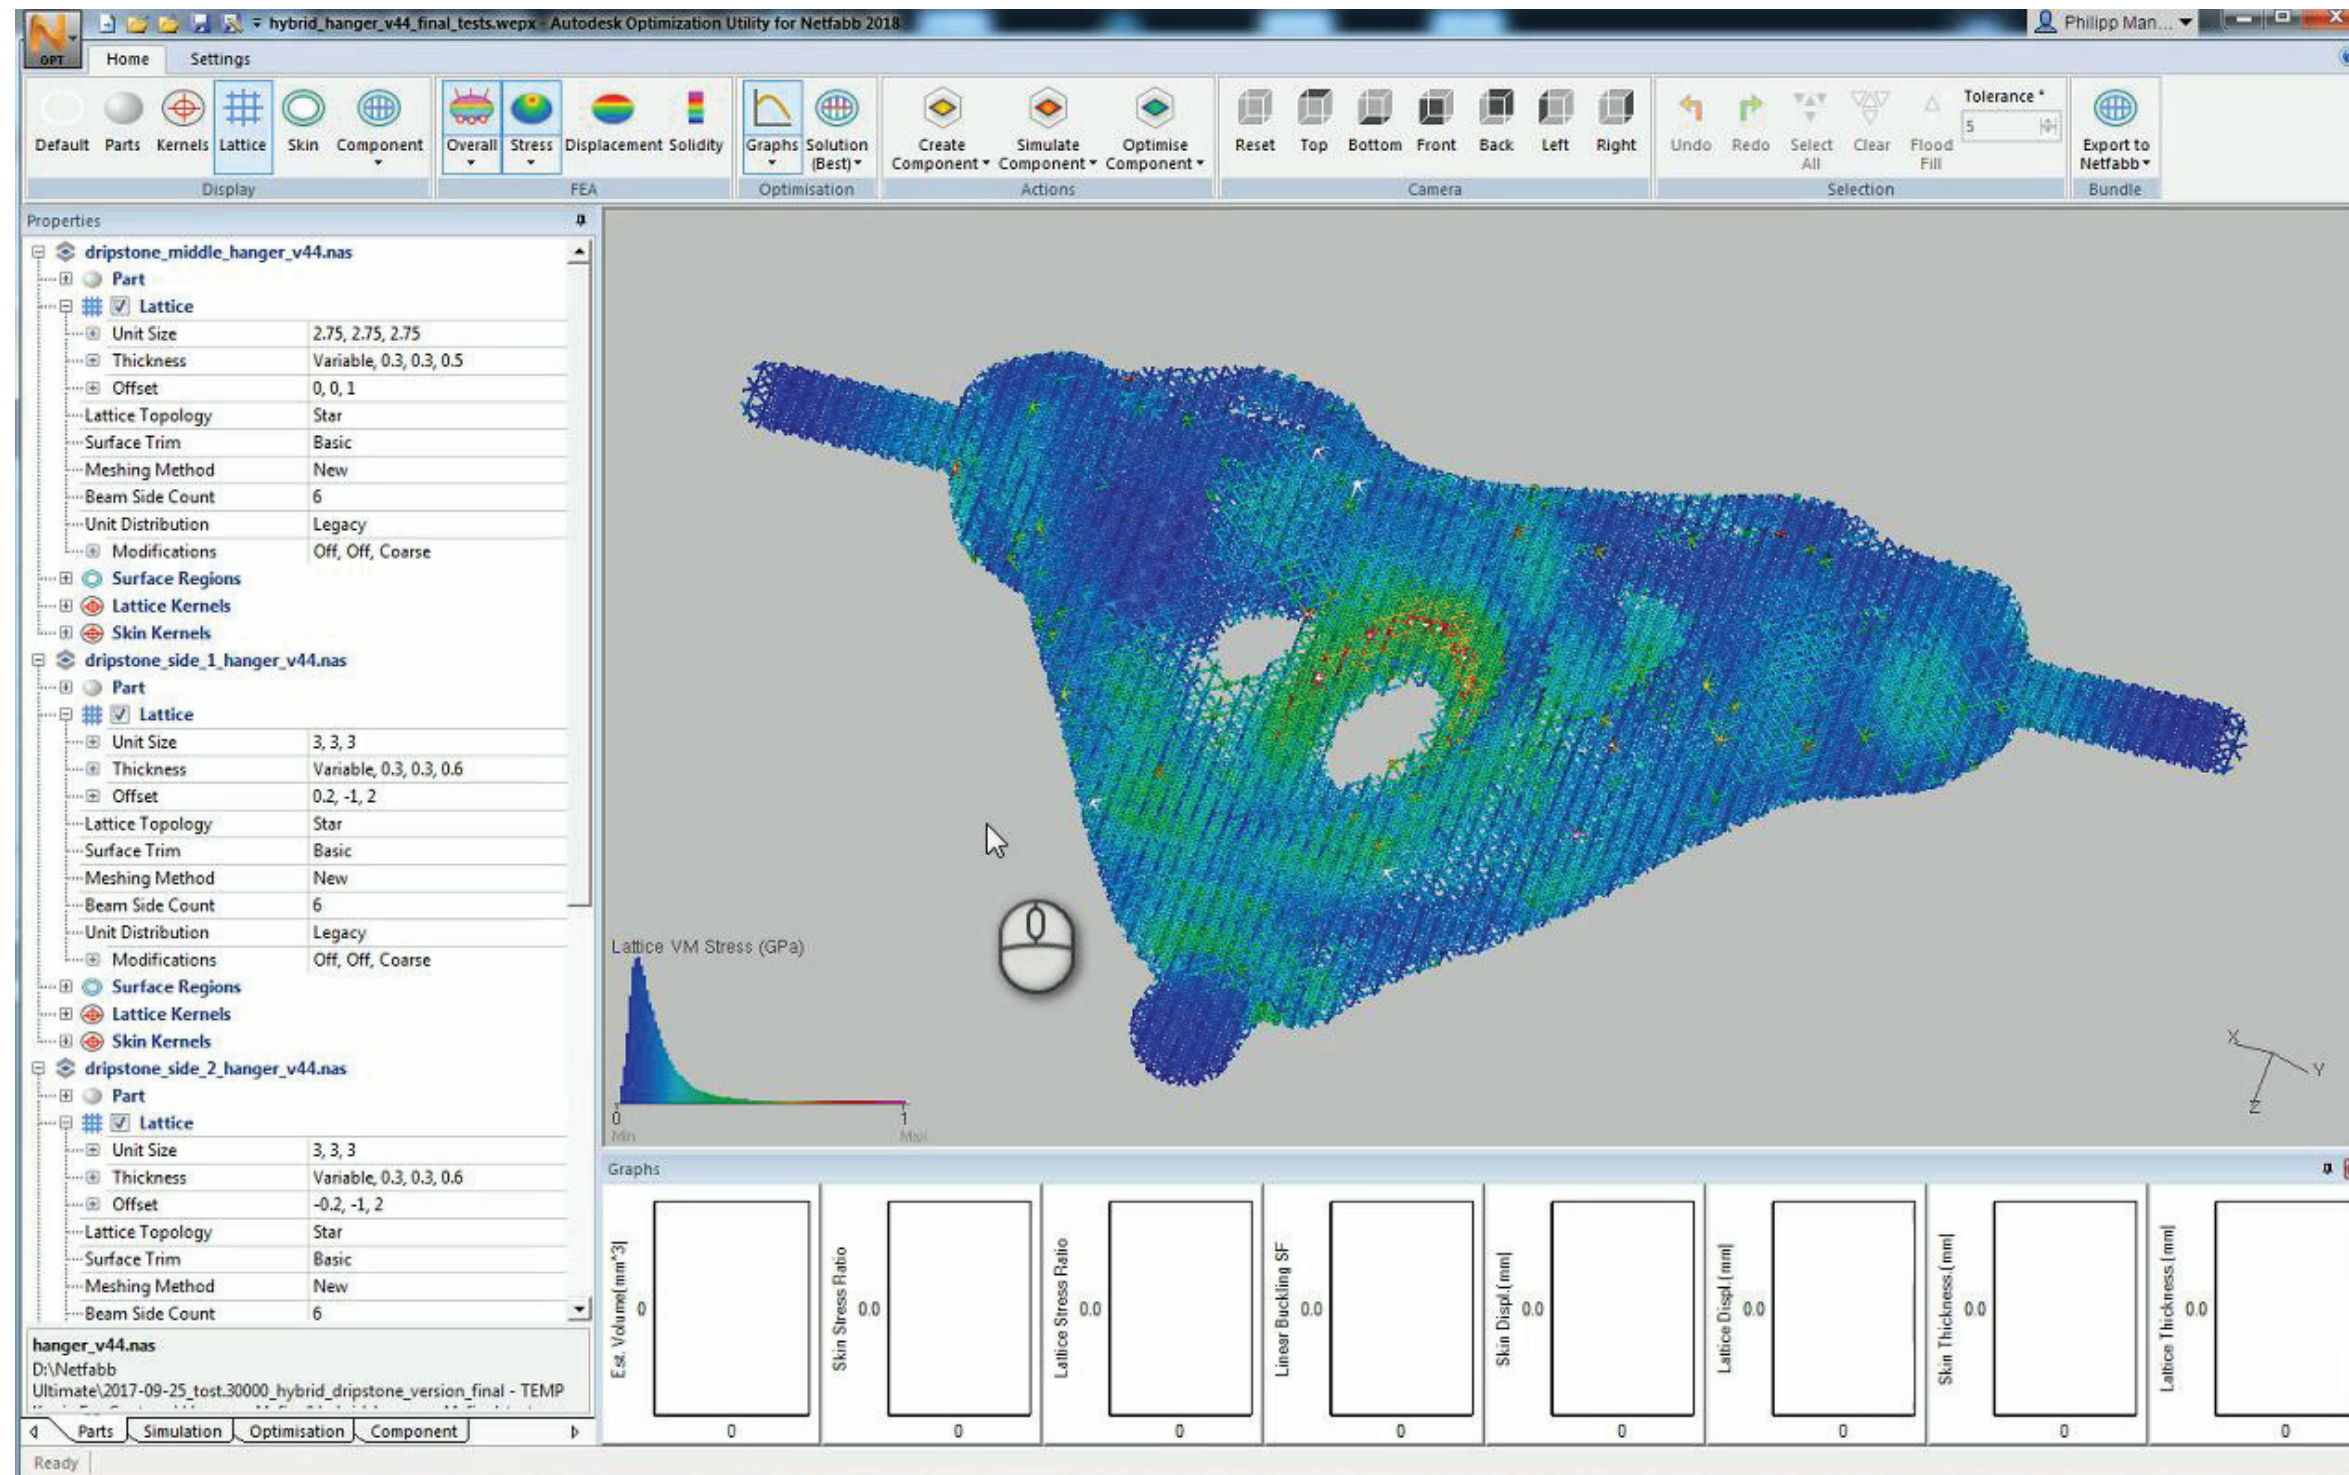 hybrid_hanger_v44_final_tests.wepx - Autodesk Optimization Utility for Netfabb 2018
Philipp Man...
OPT
Home Settings
Default Parts Kernels Lattice Skin Component
Overall Stress Displacement Solidity
Graphs Solution (Best)
Create Component Simulate Component Optimise Component
Reset Top Bottom Front Back Left Right
Undo Redo Select All Clear Flood Fill
Tolerance *
5
Export to Netfabb
Display FEA Optimisation Actions Camera Selection Bundle
Properties
dripstone_middle_hanger_v44.nas
Part
Lattice
Unit Size 2.75, 2.75, 2.75
Thickness Variable, 0.3, 0.3, 0.5
Offset 0, 0, 1
Lattice Topology Star
Surface Trim Basic
Meshing Method New
Beam Side Count 6
Unit Distribution Legacy
Modifications Off, Off, Coarse
Surface Regions
Lattice Kernels
Skin Kernels
dripstone_side_1_hanger_v44.nas
Part
Lattice
Unit Size 3, 3, 3
Thickness Variable, 0.3, 0.3, 0.6
Offset 0.2, -1, 2
Lattice Topology Star
Surface Trim Basic
Meshing Method New
Beam Side Count 6
Unit Distribution Legacy
Modifications Off, Off, Coarse
Surface Regions
Lattice Kernels
Skin Kernels
dripstone_side_2_hanger_v44.nas
Part
Lattice
Unit Size 3, 3, 3
Thickness Variable, 0.3, 0.3, 0.6
Offset -0.2, -1, 2
Lattice Topology Star
Surface Trim Basic
Meshing Method New
Beam Side Count 6
hanger_v44.nas
D:\Netfabb
Ultimate\2017-09-25_tost.30000_hybrid_dripstone_version_final - TEMP
Parts Simulation Optimisation Component
Ready
Lattice VM Stress (GPa)
0 1
Min Max
X
Y
Z
Graphs
Est. Volume[mm^3]
0
0
Skin Stress Ratio
0.0
0
Lattice Stress Ratio
0.0
0
Linear Buckling SF
0.0
0
Skin Displ.[mm]
0.0
0
Lattice Displ.[mm]
0.0
0
Skin Thickness.[mm]
0.0
0
Lattice Thickness.[mm]
0.0
0